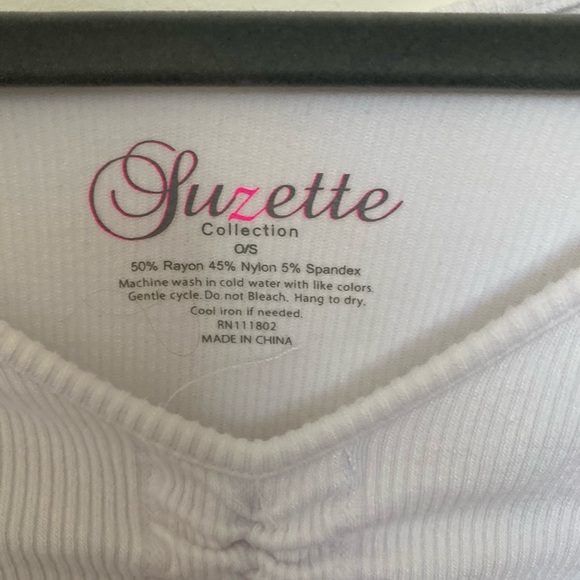 Suzette
Collection
O/S
50% Rayon 45% Nylon 5% Spandex
Machine wash in cold water with like colors.
Gentle cycle. Do not Bleach. Hang to dry.
Cool iron if needed.
RN111802
MADE IN CHINA